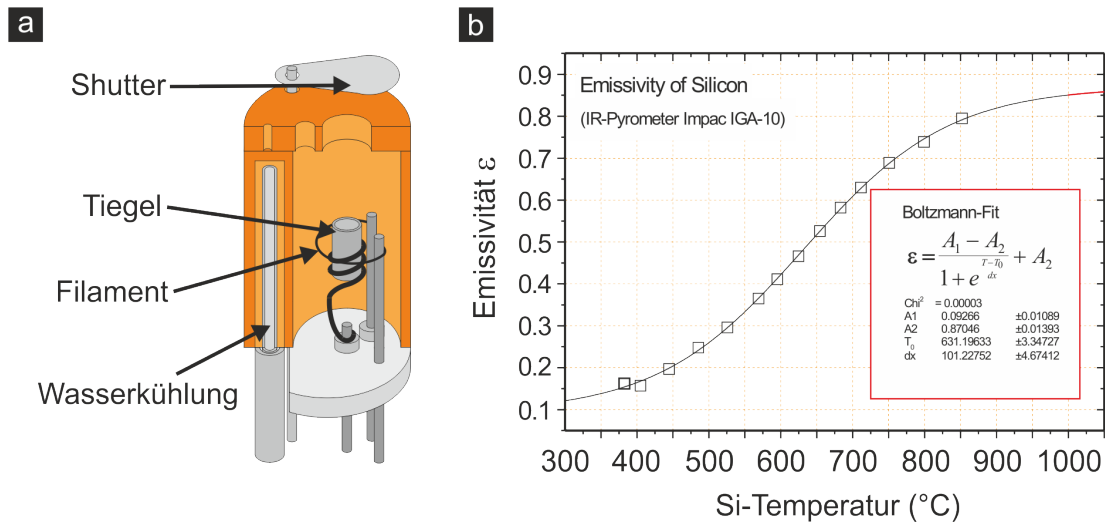 a
Shutter
Tiegel
Filament
Wasserkühlung
b
Emissivity of Silicon
(IR-Pyrometer Impac IGA-10)
Emissivität ε
0.9
0.8
0.7
0.6
0.5
0.4
0.3
0.2
0.1
Boltzmann-Fit
ε = (A₁ − A₂) / (1 + e^((T−T₀)/dx)) + A₂
Chi² = 0.00003
A1 0.09266 ±0.01089
A2 0.87046 ±0.01393
T₀ 631.19633 ±3.34727
dx 101.22752 ±4.67412
300 400 500 600 700 800 900 1000
Si-Temperatur (°C)